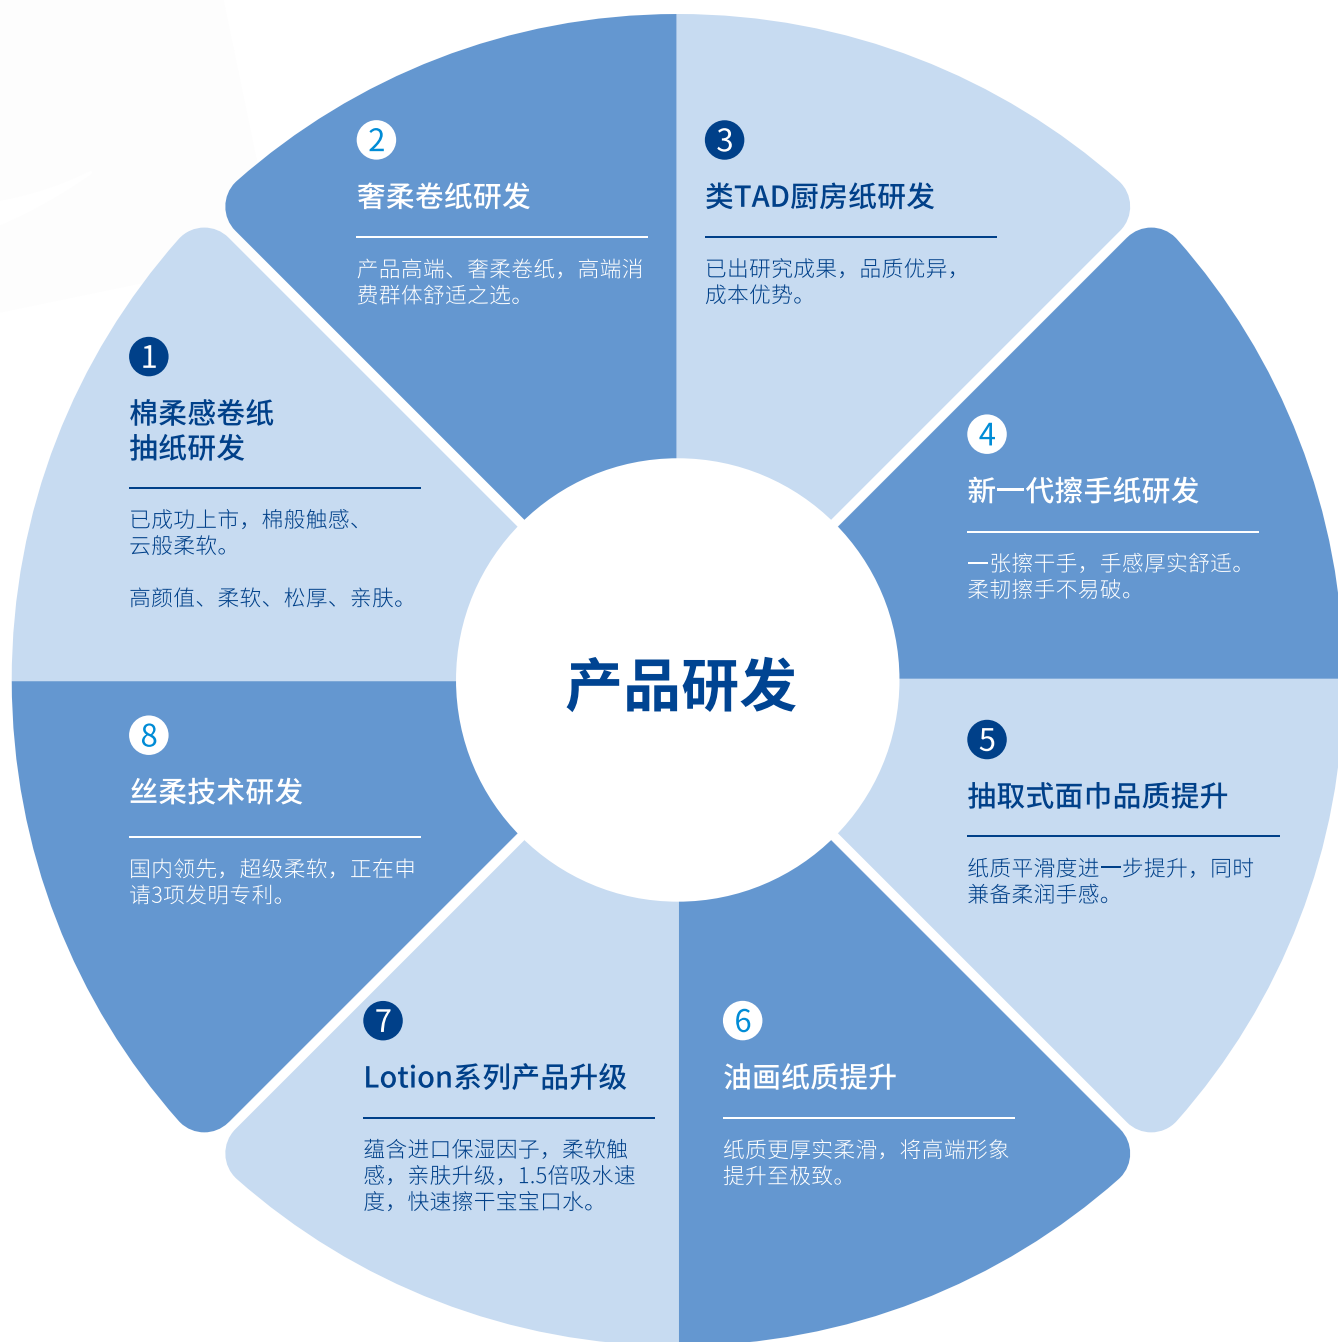 产品研发
1
棉柔感卷纸
抽纸研发
已成功上市，棉般触感、
云般柔软。
高颜值、柔软、松厚、亲肤。
2
奢柔卷纸研发
产品高端、奢柔卷纸，高端消
费群体舒适之选。
3
类TAD厨房纸研发
已出研究成果，品质优异，
成本优势。
4
新一代擦手纸研发
一张擦干手，手感厚实舒适。
柔韧擦手不易破。
5
抽取式面巾品质提升
纸质平滑度进一步提升，同时
兼备柔润手感。
6
油画纸质提升
纸质更厚实柔滑，将高端形象
提升至极致。
7
Lotion系列产品升级
蕴含进口保湿因子，柔软触
感，亲肤升级，1.5倍吸水速
度，快速擦干宝宝口水。
8
丝柔技术研发
国内领先，超级柔软，正在申
请3项发明专利。